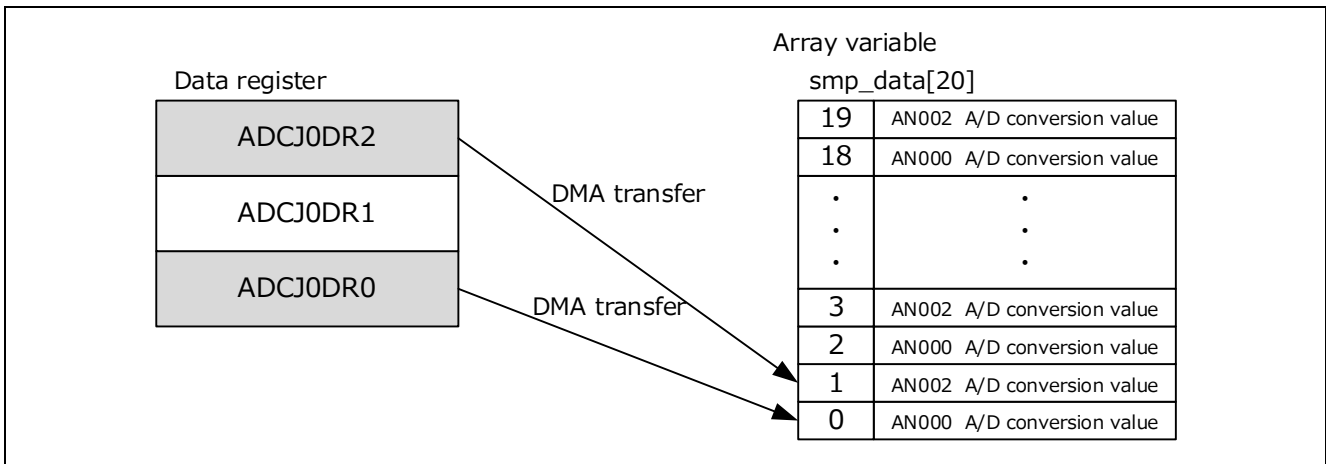 Data register
ADCJ0DR2
ADCJ0DR1
ADCJ0DR0
DMA transfer
DMA transfer
Array variable
smp_data[20]
19 AN002 A/D conversion value
18 AN000 A/D conversion value
. .
. .
. .
3 AN002 A/D conversion value
2 AN000 A/D conversion value
1 AN002 A/D conversion value
0 AN000 A/D conversion value